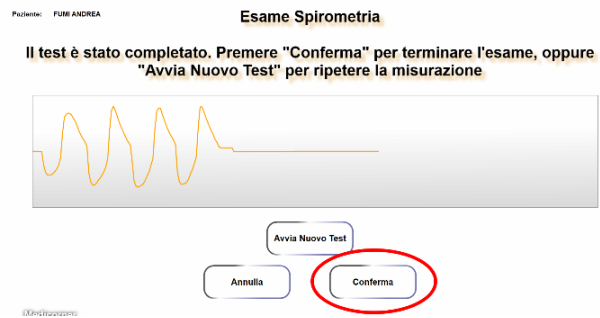 Paziente: FUMI ANDREA
Esame Spirometria
Il test è stato completato. Premere "Conferma" per terminare l'esame, oppure
"Avvia Nuovo Test" per ripetere la misurazione
Avvia Nuovo Test
Annulla Conferma
Medicorner